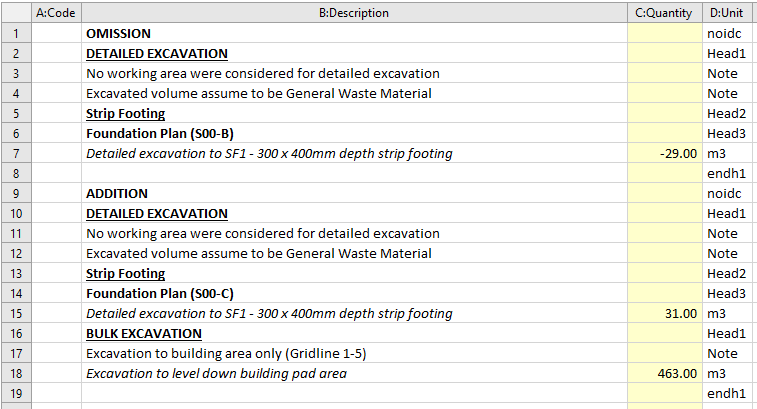 A:Code B:Description C:Quantity D:Unit
1 OMISSION noidc
2 DETAILED EXCAVATION Head1
3 No working area were considered for detailed excavation Note
4 Excavated volume assume to be General Waste Material Note
5 Strip Footing Head2
6 Foundation Plan (S00-B) Head3
7 Detailed excavation to SF1 - 300 x 400mm depth strip footing -29.00 m3
8 endh1
9 ADDITION noidc
10 DETAILED EXCAVATION Head1
11 No working area were considered for detailed excavation Note
12 Excavated volume assume to be General Waste Material Note
13 Strip Footing Head2
14 Foundation Plan (S00-C) Head3
15 Detailed excavation to SF1 - 300 x 400mm depth strip footing 31.00 m3
16 BULK EXCAVATION Head1
17 Excavation to building area only (Gridline 1-5) Note
18 Excavation to level down building pad area 463.00 m3
19 endh1